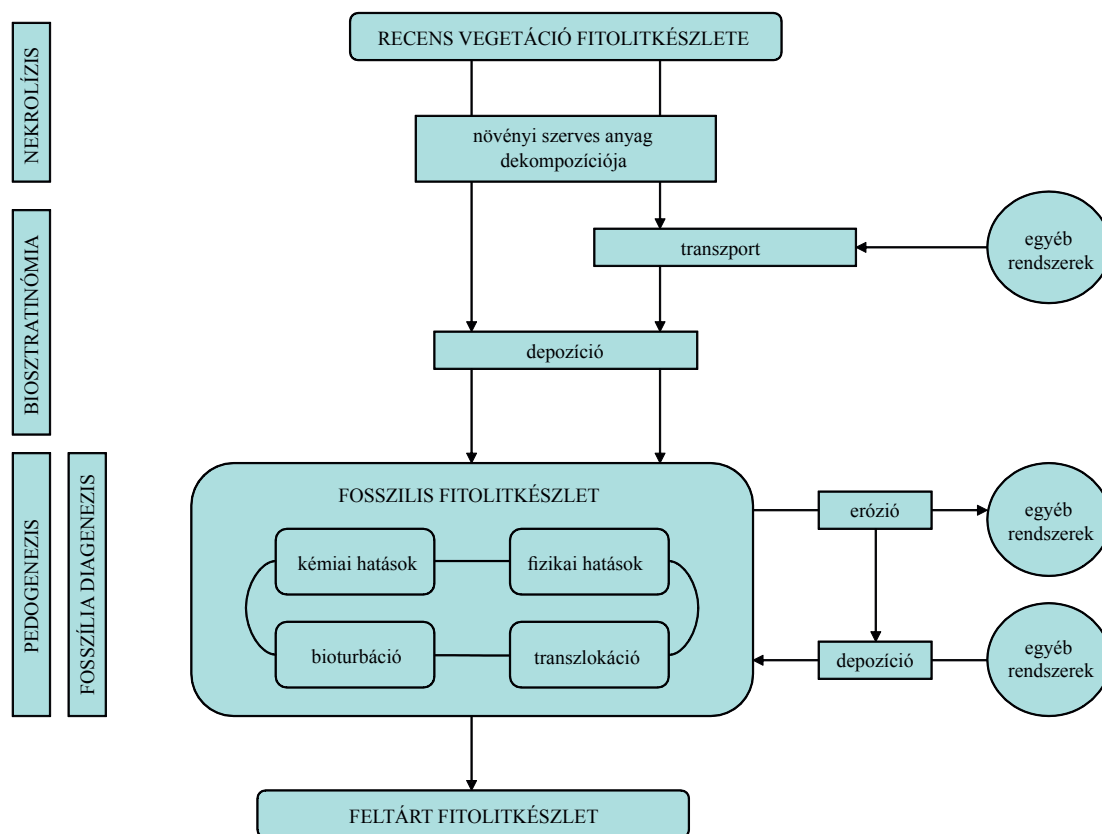 RECENS VEGETÁCIÓ FITOLITKÉSZLETE
NEKROLÍZIS
növényi szerves anyag
dekompozíciója
BIOSZTRATINÓMIA
transzport
egyéb
rendszerek
depozíció
PEDOGENEZIS
FOSSZÍLIA DIAGENEZIS
FOSSZILIS FITOLITKÉSZLET
kémiai hatások
fizikai hatások
bioturbáció
transzlokáció
erózió
egyéb
rendszerek
depozíció
egyéb
rendszerek
FELTÁRT FITOLITKÉSZLET